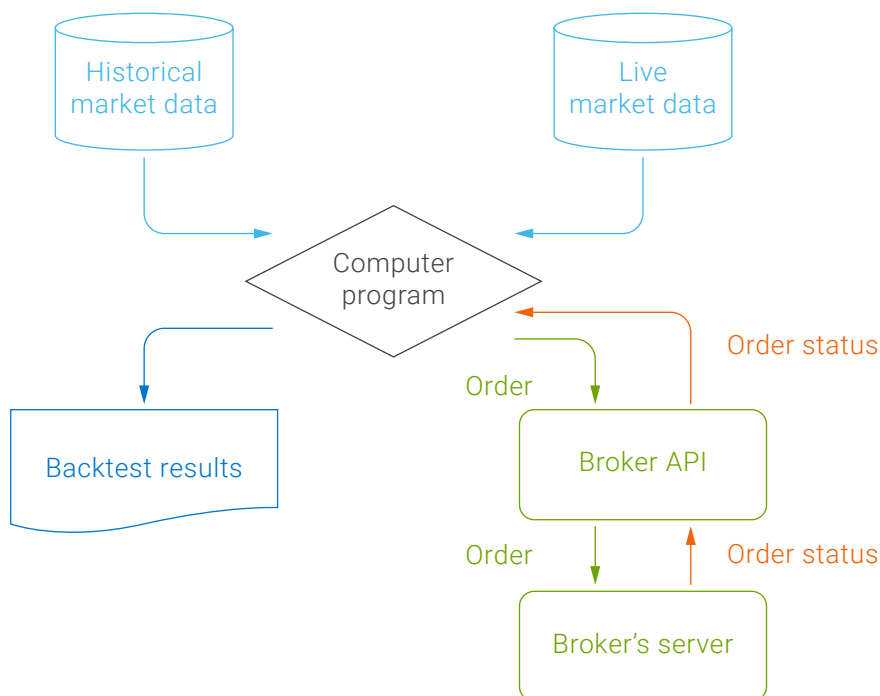 Historical
market data
Live
market data
Computer
program
Order status
Order
Backtest results
Broker API
Order
Order status
Broker’s server